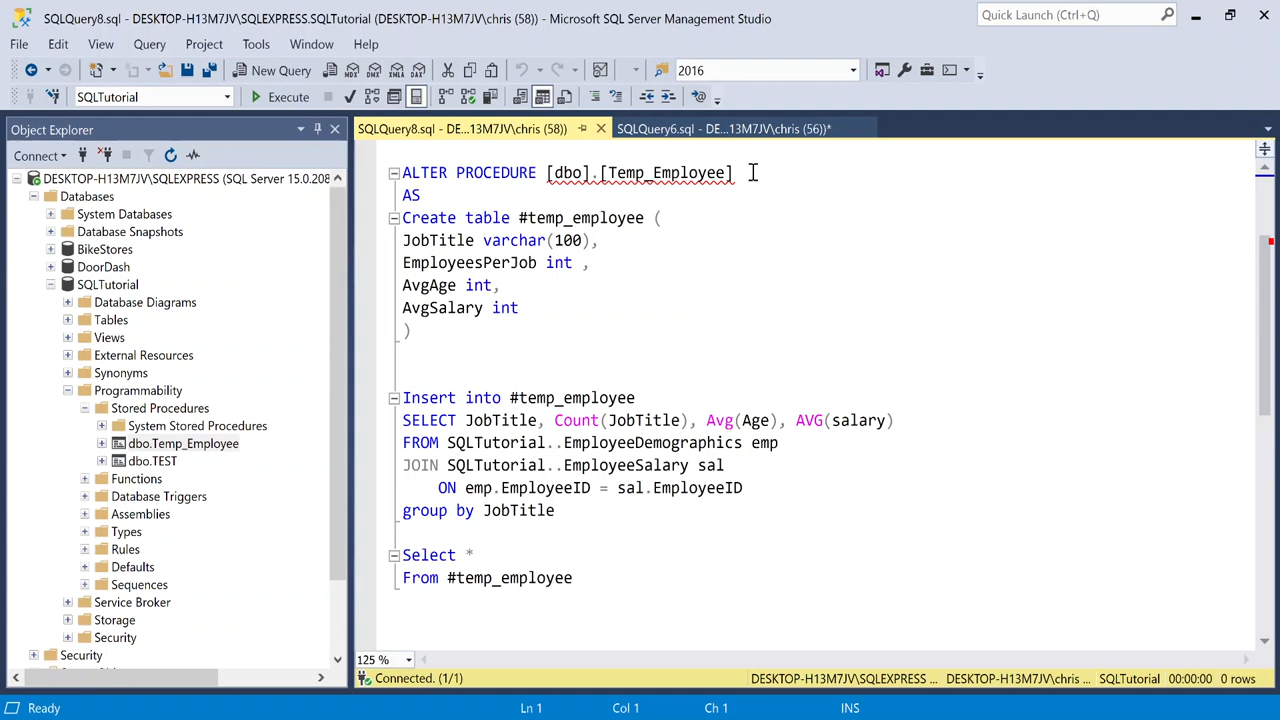 SQLQuery8.sql - DESKTOP-H13M7JV\SQLEXPRESS.SQLTutorial (DESKTOP-H13M7JV\chris (58)) - Microsoft SQL Server Management Studio
Quick Launch (Ctrl+Q)
File Edit View Query Project Tools Window Help
New Query MDX DMX XMLA DAX 2016
SQLTutorial Execute
Object Explorer
SQLQuery8.sql - DE...13M7JV\chris (58)) SQLQuery6.sql - DE...13M7JV\chris (56))*
Connect
DESKTOP-H13M7JV\SQLEXPRESS (SQL Server 15.0.208
Databases
System Databases
Database Snapshots
BikeStores
DoorDash
SQLTutorial
Database Diagrams
Tables
Views
External Resources
Synonyms
Programmability
Stored Procedures
System Stored Procedures
dbo.Temp_Employee
dbo.TEST
Functions
Database Triggers
Assemblies
Types
Rules
Defaults
Sequences
Service Broker
Storage
Security
Security
ALTER PROCEDURE [dbo].[Temp_Employee]
AS
Create table #temp_employee (
JobTitle varchar(100),
EmployeesPerJob int ,
AvgAge int,
AvgSalary int
)
Insert into #temp_employee
SELECT JobTitle, Count(JobTitle), Avg(Age), AVG(salary)
FROM SQLTutorial..EmployeeDemographics emp
JOIN SQLTutorial..EmployeeSalary sal
ON emp.EmployeeID = sal.EmployeeID
group by JobTitle
Select *
From #temp_employee
125 %
Connected. (1/1) DESKTOP-H13M7JV\SQLEXPRESS ... DESKTOP-H13M7JV\chris ... SQLTutorial 00:00:00 0 rows
Ready Ln 1 Col 1 Ch 1 INS